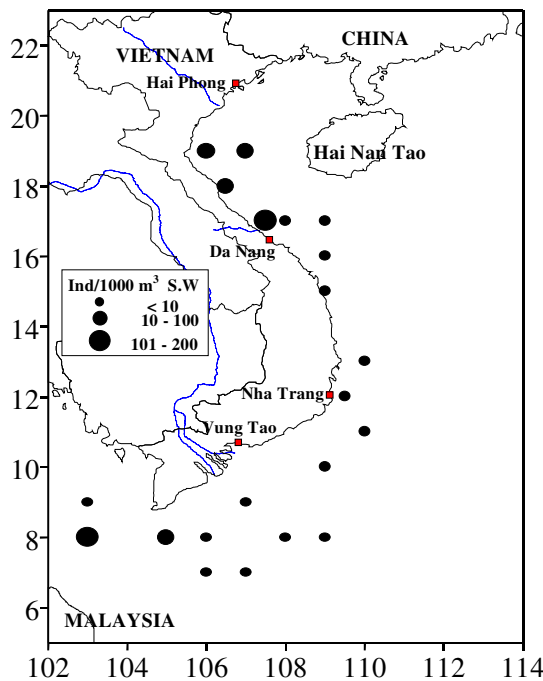 22
20
18
16
14
12
10
8
6
CHINA
VIETNAM
Hai Phong
Hai Nan Tao
Da Nang
Ind/1000 m³ S.W
< 10
10 - 100
101 - 200
Nha Trang
Vung Tao
MALAYSIA
102 104 106 108 110 112 114